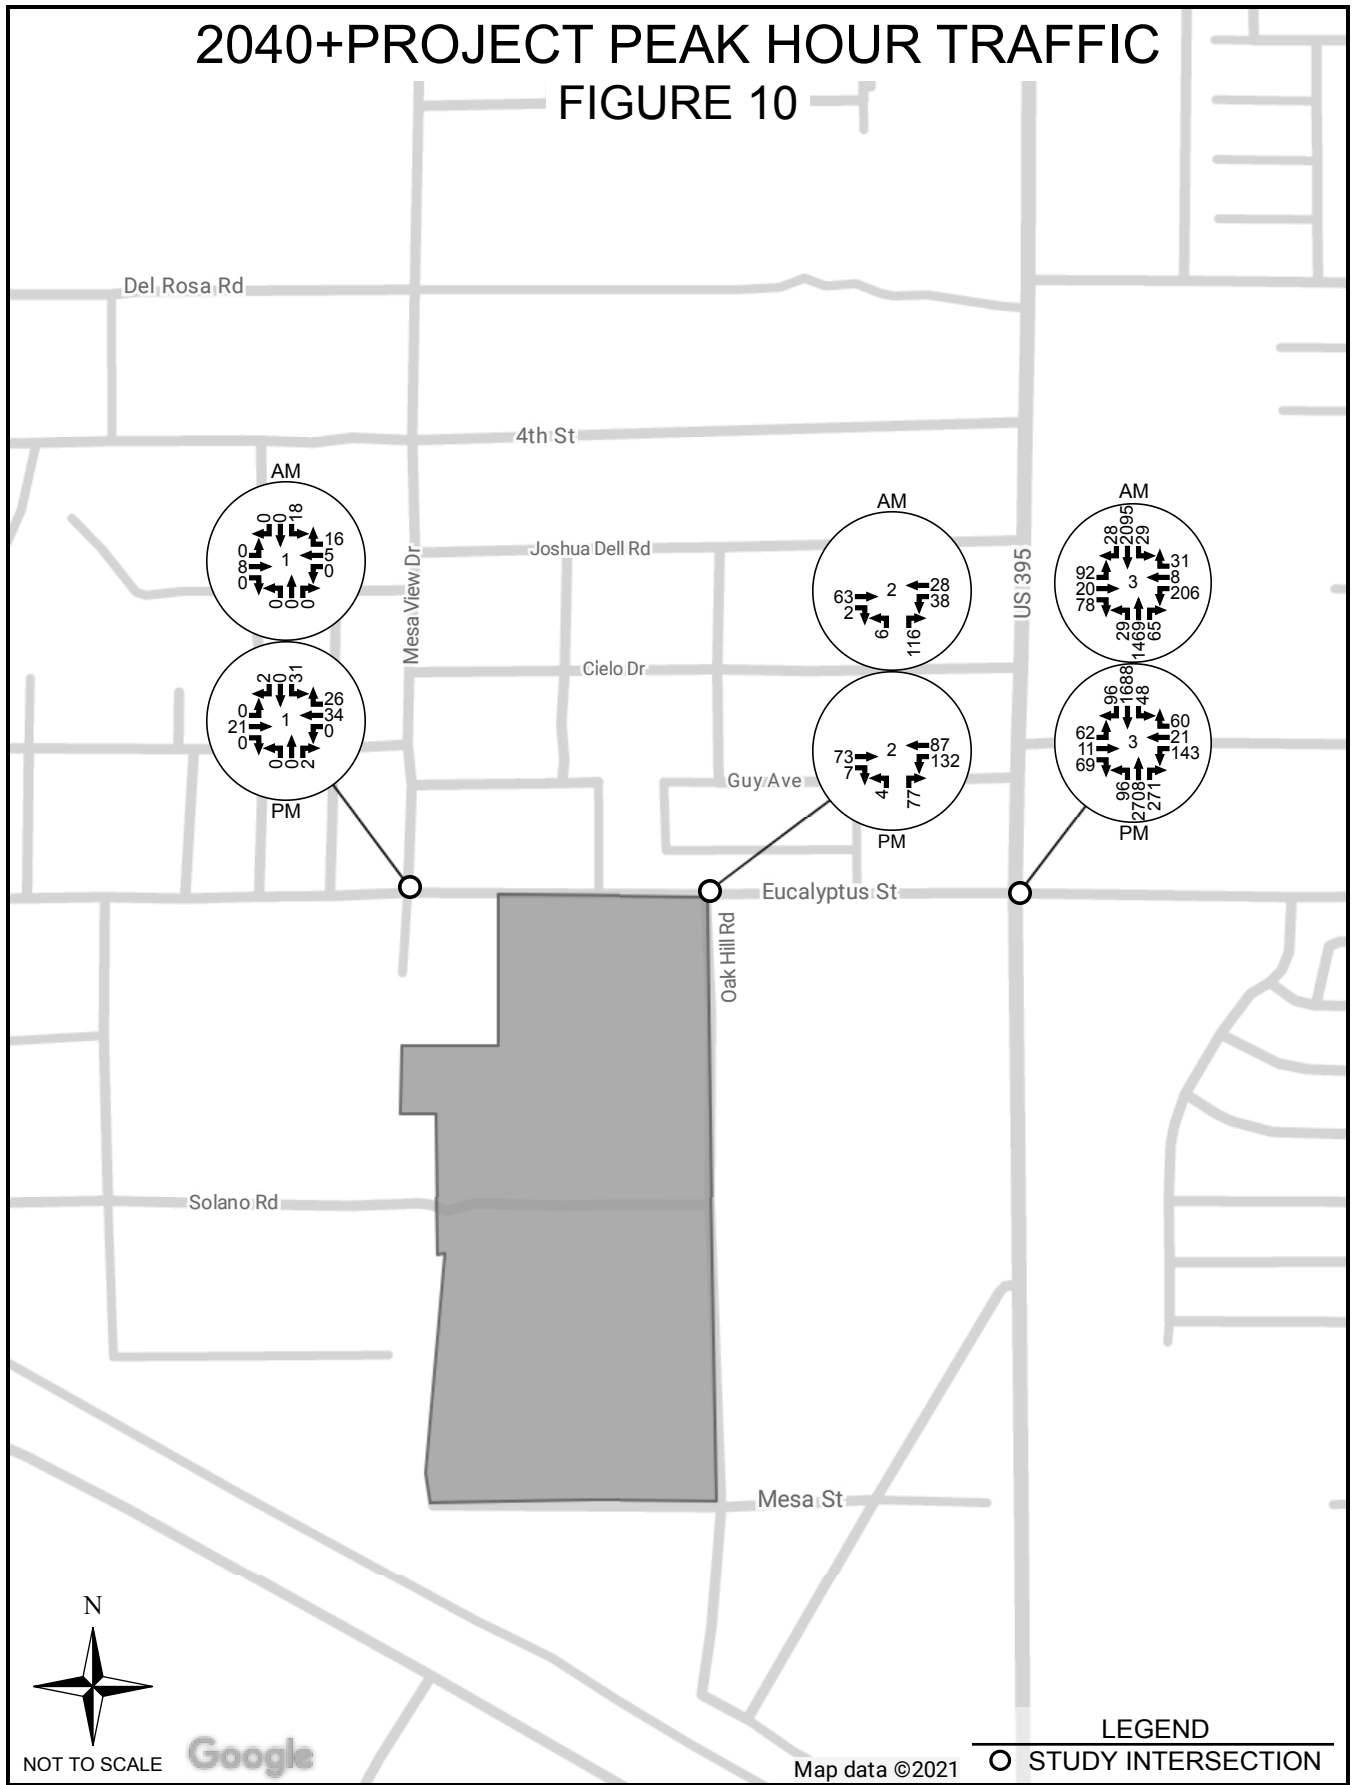 2040+PROJECT PEAK HOUR TRAFFIC
FIGURE 10
Del Rosa Rd
4th St
AM
0
0
18
0
8
0
1
16
5
0
0
0
0
2
0
31
0
21
0
1
26
34
0
0
0
2
PM
Mesa View Dr
Joshua Dell Rd
Cielo Dr
AM
63
2
2
28
38
6
116
73
7
2
87
132
4
77
PM
Guy Ave
US 395
AM
28
2095
29
92
20
78
3
31
8
206
29
1469
65
96
1688
48
62
11
69
3
60
21
143
96
2708
271
PM
Eucalyptus St
Oak Hill Rd
Solano Rd
Mesa St
N
NOT TO SCALE
Google
Map data ©2021
LEGEND
STUDY INTERSECTION